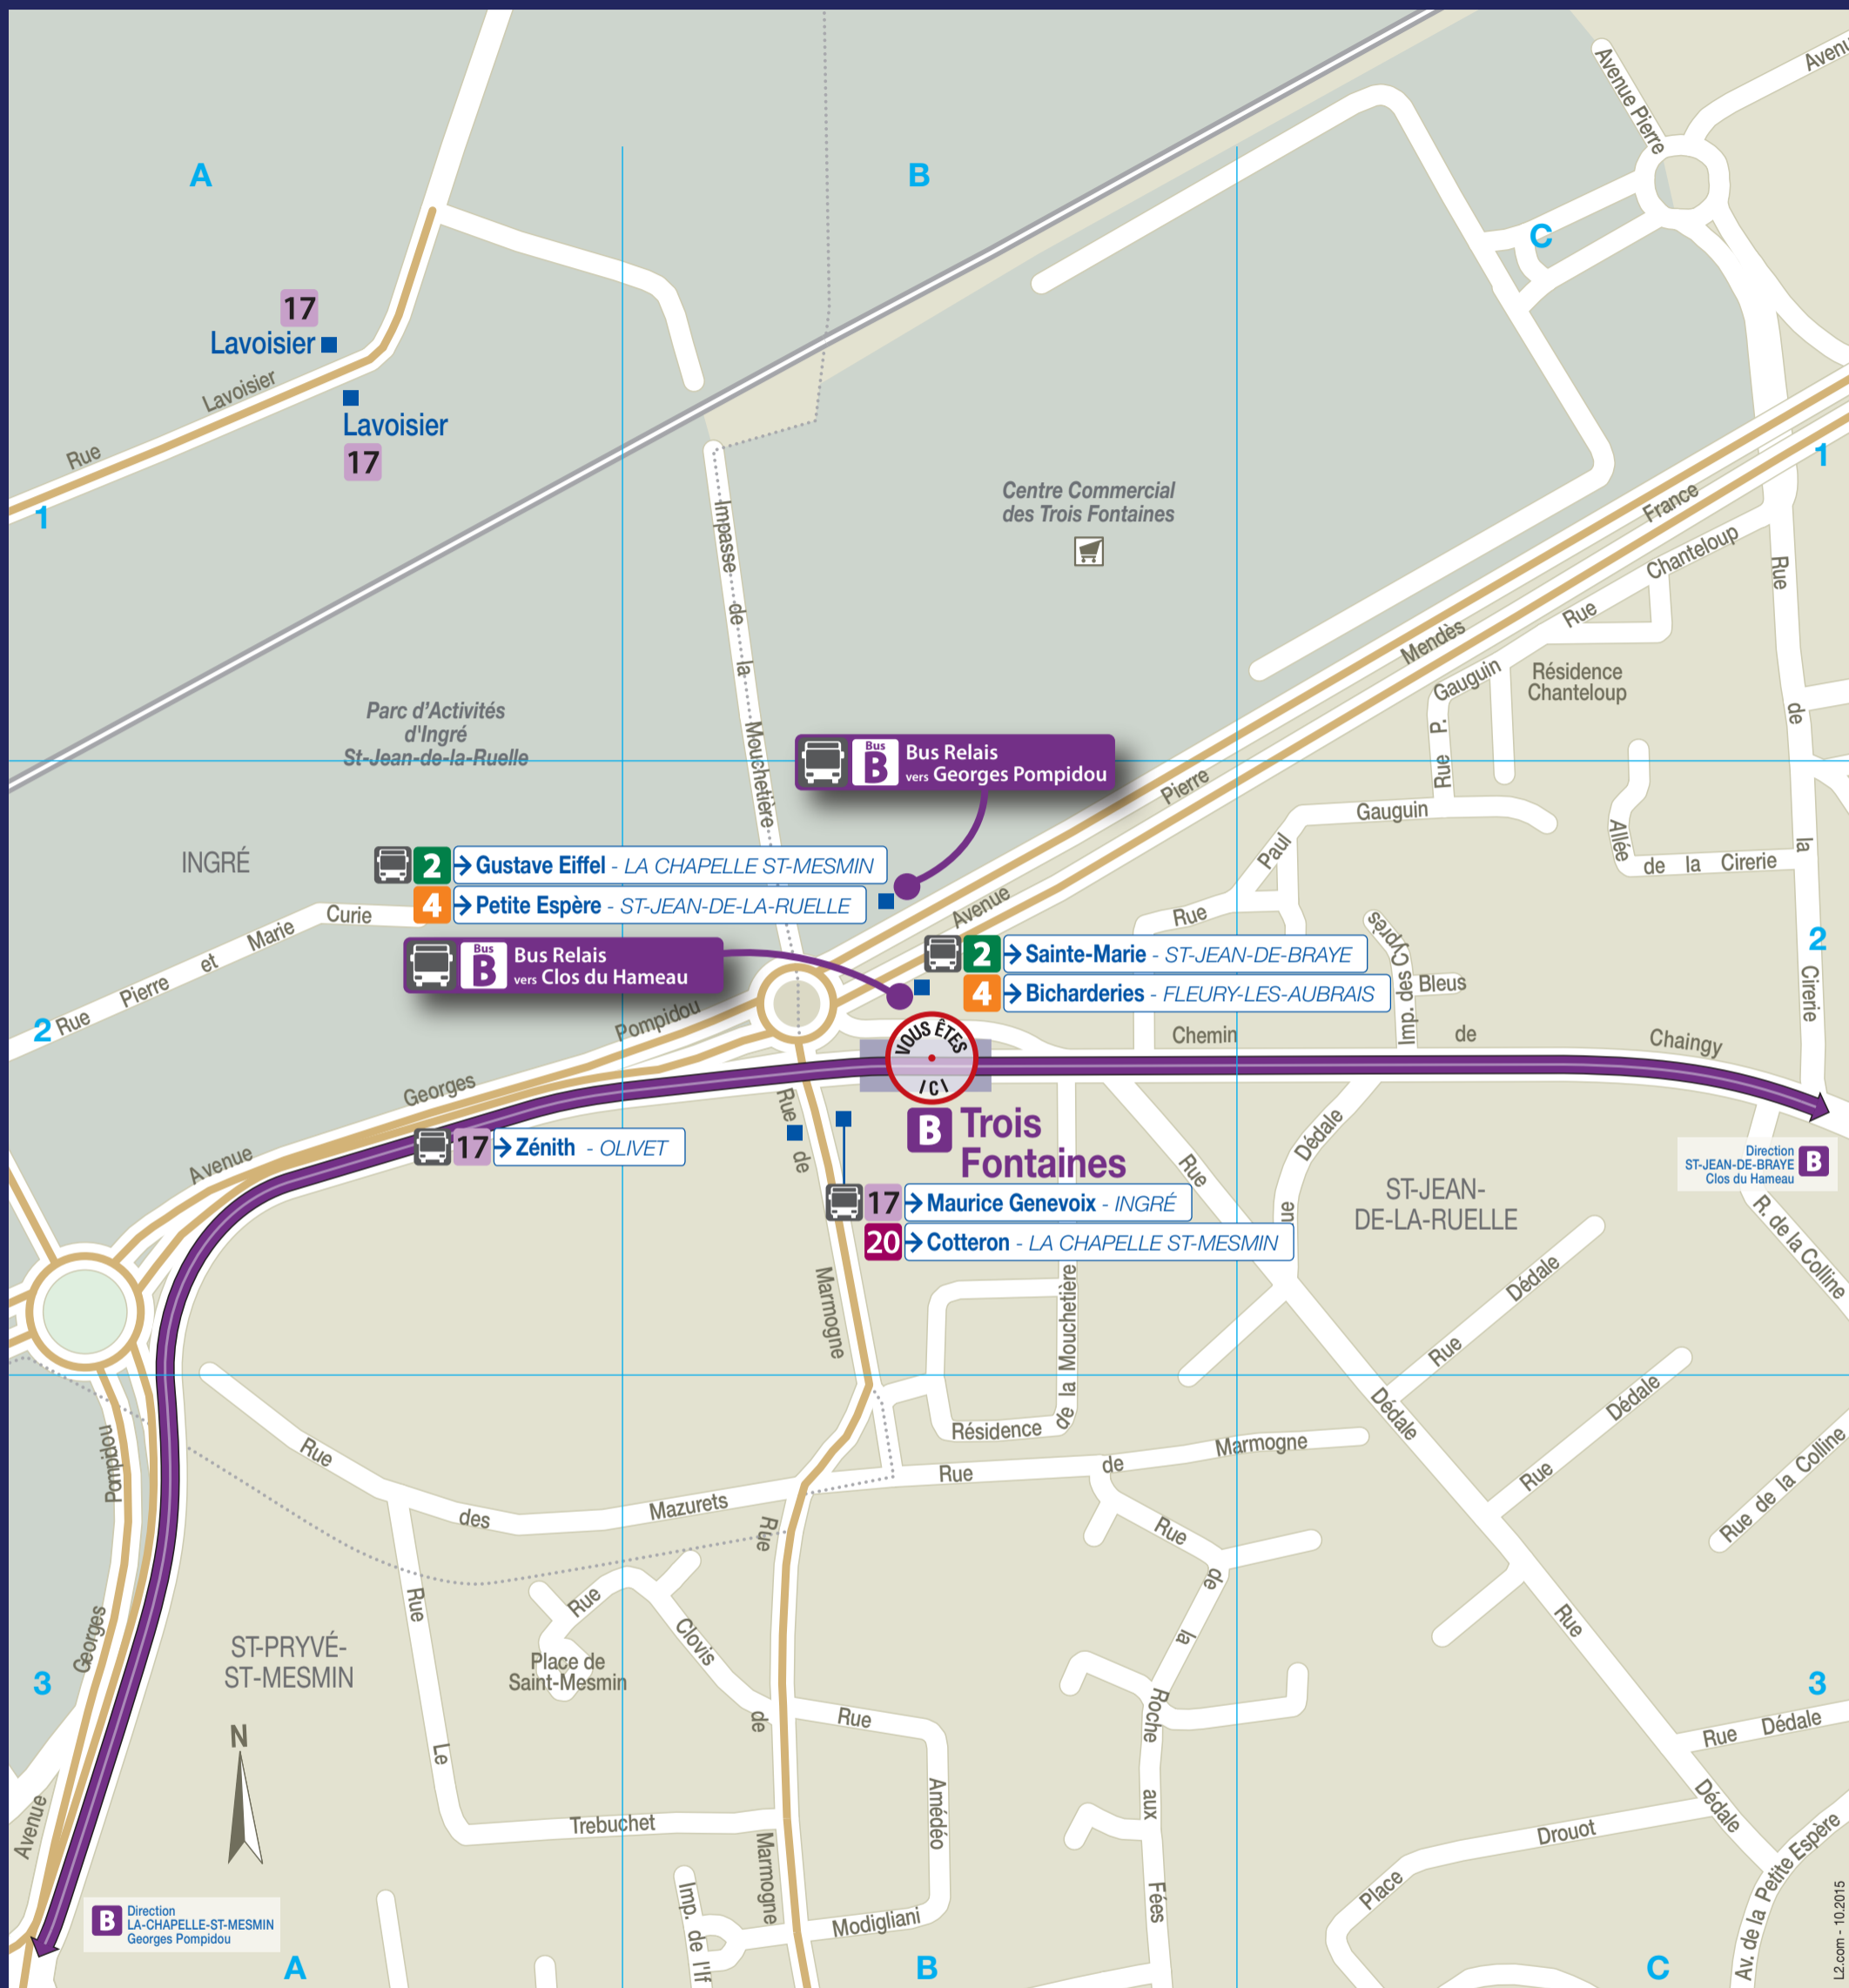 A
B
C
Avenue Pierre
17
Lavoisier
Rue
Lavoisier
Lavoisier
17
1
1
Impasse de la Mouchetière
Centre Commercial
des Trois Fontaines
Avenue Pierre Mendès France
Rue Chanteloup
Rue de la Cirerie
Résidence
Chanteloup
Rue P. Gauguin
Parc d'Activités
d'Ingré
St-Jean-de-la-Ruelle
Bus
B
Bus Relais
vers Georges Pompidou
Rue Paul Gauguin
Allée de la Cirerie
INGRÉ
2 → Gustave Eiffel - LA CHAPELLE ST-MESMIN
4 → Petite Espère - ST-JEAN-DE-LA-RUELLE
Rue Pierre et Marie Curie
Bus
B
Bus Relais
vers Clos du Hameau
2 → Sainte-Marie - ST-JEAN-DE-BRAYE
4 → Bicharderies - FLEURY-LES-AUBRAIS
Imp. des Cypres
Bleus
2
2
Chemin de Chaingy
VOUS ÊTES
ICI
Avenue Georges Pompidou
B
Trois
Fontaines
17 → Zénith - OLIVET
Rue de Marmogne
17 → Maurice Genevoix - INGRÉ
20 → Cotteron - LA CHAPELLE ST-MESMIN
Direction
ST-JEAN-DE-BRAYE
Clos du Hameau
B
ST-JEAN-
DE-LA-RUELLE
Rue Dédale
R. de la Colline
Rue Dédale
Rue Dédale
Rue Dédale
Rue de la Colline
Résidence de la Mouchetière
Rue de Marmogne
Rue des Mazurets
Avenue Georges Pompidou
Rue de Marmogne
Rue de la Roche aux Fées
Rue Clovis
Place de
Saint-Mesmin
Rue Le Trebuchet
ST-PRYVÉ-
ST-MESMIN
3
3
N
Rue Amédéo Modigliani
Imp. de l'If
Rue Dédale
Rue Dédale
Place Drouot
Av. de la Petite Espère
B
Direction
LA-CHAPELLE-ST-MESMIN
Georges Pompidou
A
B
C
L2.com - 10.2015